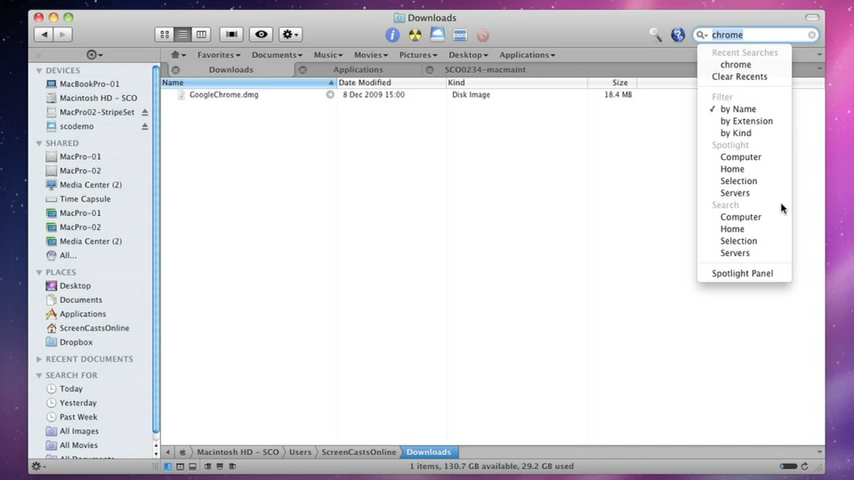 Downloads
chrome
Favorites
Documents
Music
Movies
Pictures
Desktop
Applications
Downloads
Applications
SCO0234-macmaint
Name
Date Modified
Kind
Size
GoogleChrome.dmg
8 Dec 2009 15:00
Disk Image
18.4 MB
DEVICES
MacBookPro-01
Macintosh HD - SCO
MacPro02-StripeSet
scodemo
SHARED
MacPro-01
MacPro-02
Media Center (2)
Time Capsule
MacPro-01
MacPro-02
Media Center (2)
All...
PLACES
Desktop
Documents
Applications
ScreenCastsOnline
Dropbox
RECENT DOCUMENTS
SEARCH FOR
Today
Yesterday
Past Week
All Images
All Movies
Recent Searches
chrome
Clear Recents
Filter
✓ by Name
by Extension
by Kind
Spotlight
Computer
Home
Selection
Servers
Search
Computer
Home
Selection
Servers
Spotlight Panel
Macintosh HD - SCO
Users
ScreenCastsOnline
Downloads
1 items, 130.7 GB available, 29.2 GB used